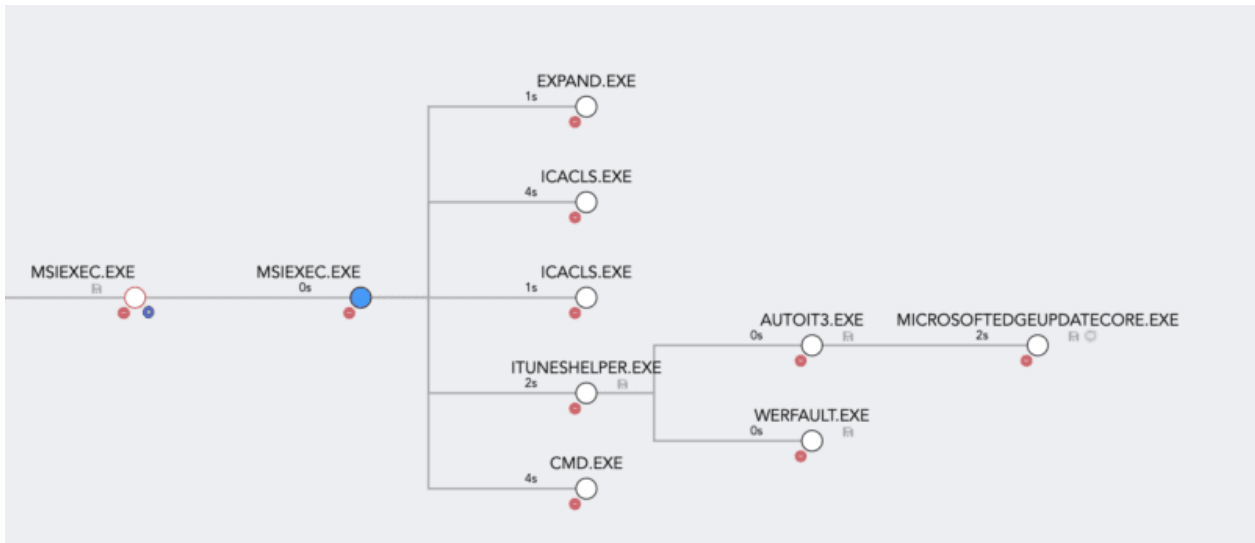 EXPAND.EXE
1s
ICACLS.EXE
4s
MSIEXEC.EXE
MSIEXEC.EXE
0s
ICACLS.EXE
1s
AUTOIT3.EXE
0s
MICROSOFTEDGEUPDATECORE.EXE
2s
ITUNESHELPER.EXE
2s
WERFAULT.EXE
0s
CMD.EXE
4s